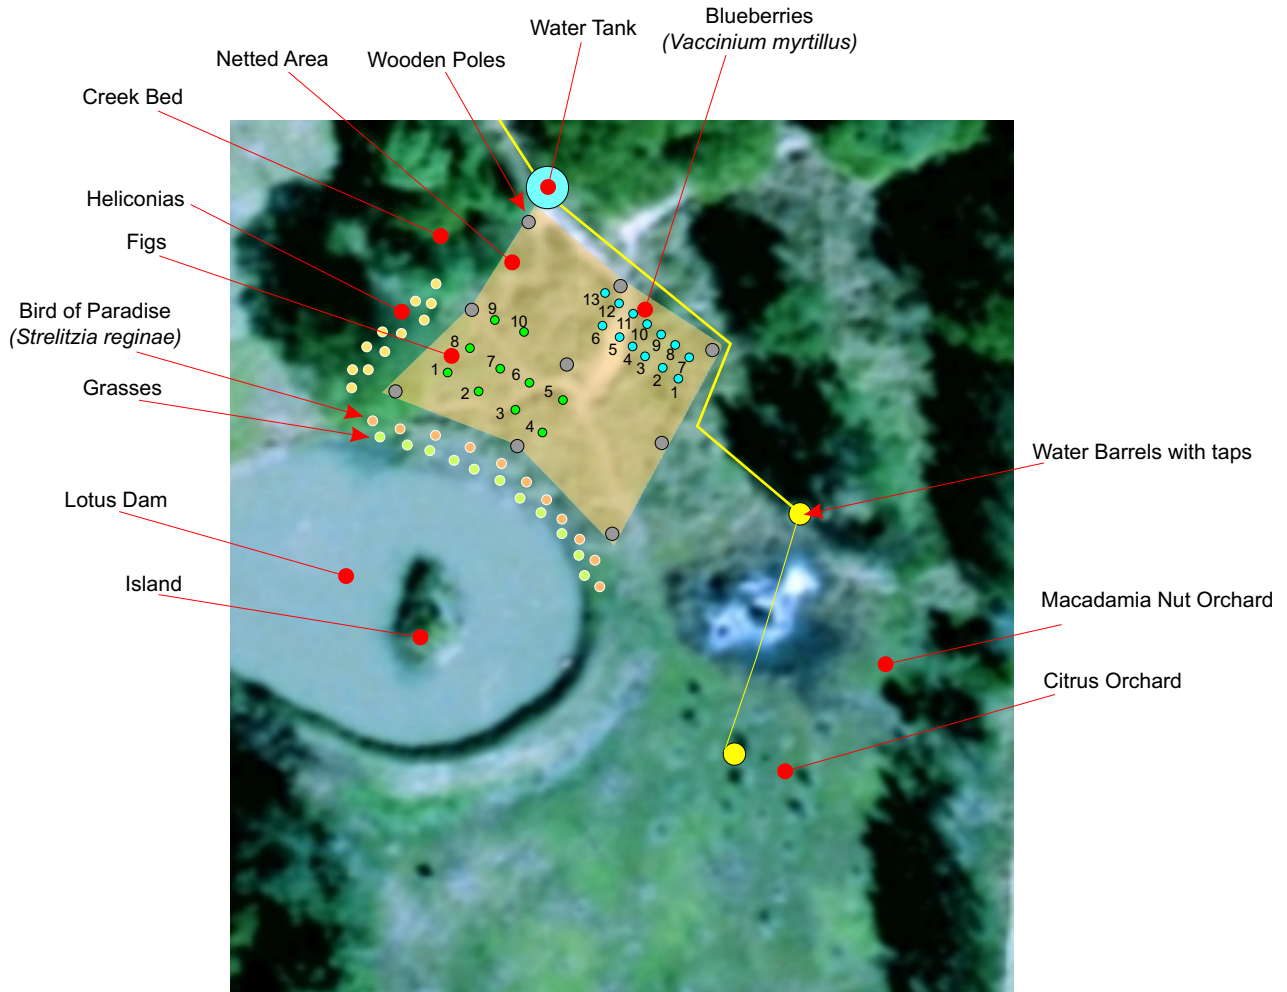 Blueberries
(Vaccinium myrtillus)
Water Tank
Netted Area
Wooden Poles
Creek Bed
Heliconias
Figs
Bird of Paradise
(Strelitzia reginae)
Grasses
Lotus Dam
Island
Water Barrels with taps
Macadamia Nut Orchard
Citrus Orchard
13
12
11
10
9
8
7
6
5
4
3
2
1
9
10
8
1
7
6
2
5
3
4